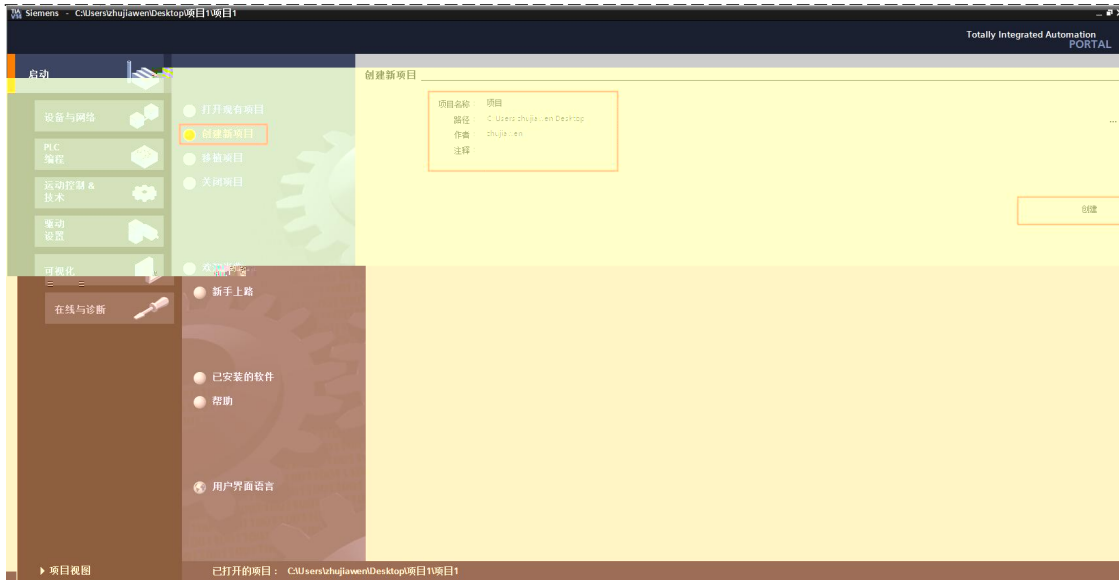 Siemens - C:\Users\zhujiawen\Desktop\项目1\项目1
Totally Integrated Automation
PORTAL
启动
设备与网络
PLC
编程
运动控制 &
技术
驱动
设置
可视化
在线与诊断
打开现有项目
创建新项目
移植项目
关闭项目
新手上路
已安装的软件
帮助
用户界面语言
创建新项目
项目名称 项目
路径
作者
注释
...
创建
项目视图
已打开的项目: C:\Users\zhujiawen\Desktop\项目1\项目1